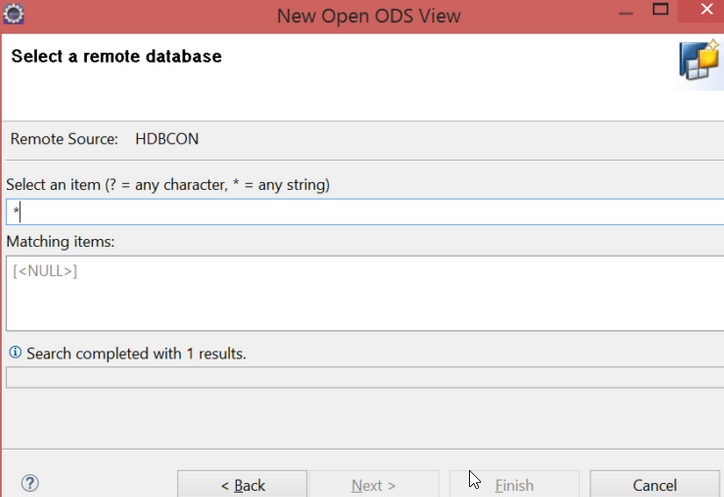 New Open ODS View
Select a remote database
Remote Source: HDBCON
Select an item (? = any character, * = any string)
*
Matching items:
[<NULL>]
Search completed with 1 results.
< Back
Next >
Finish
Cancel